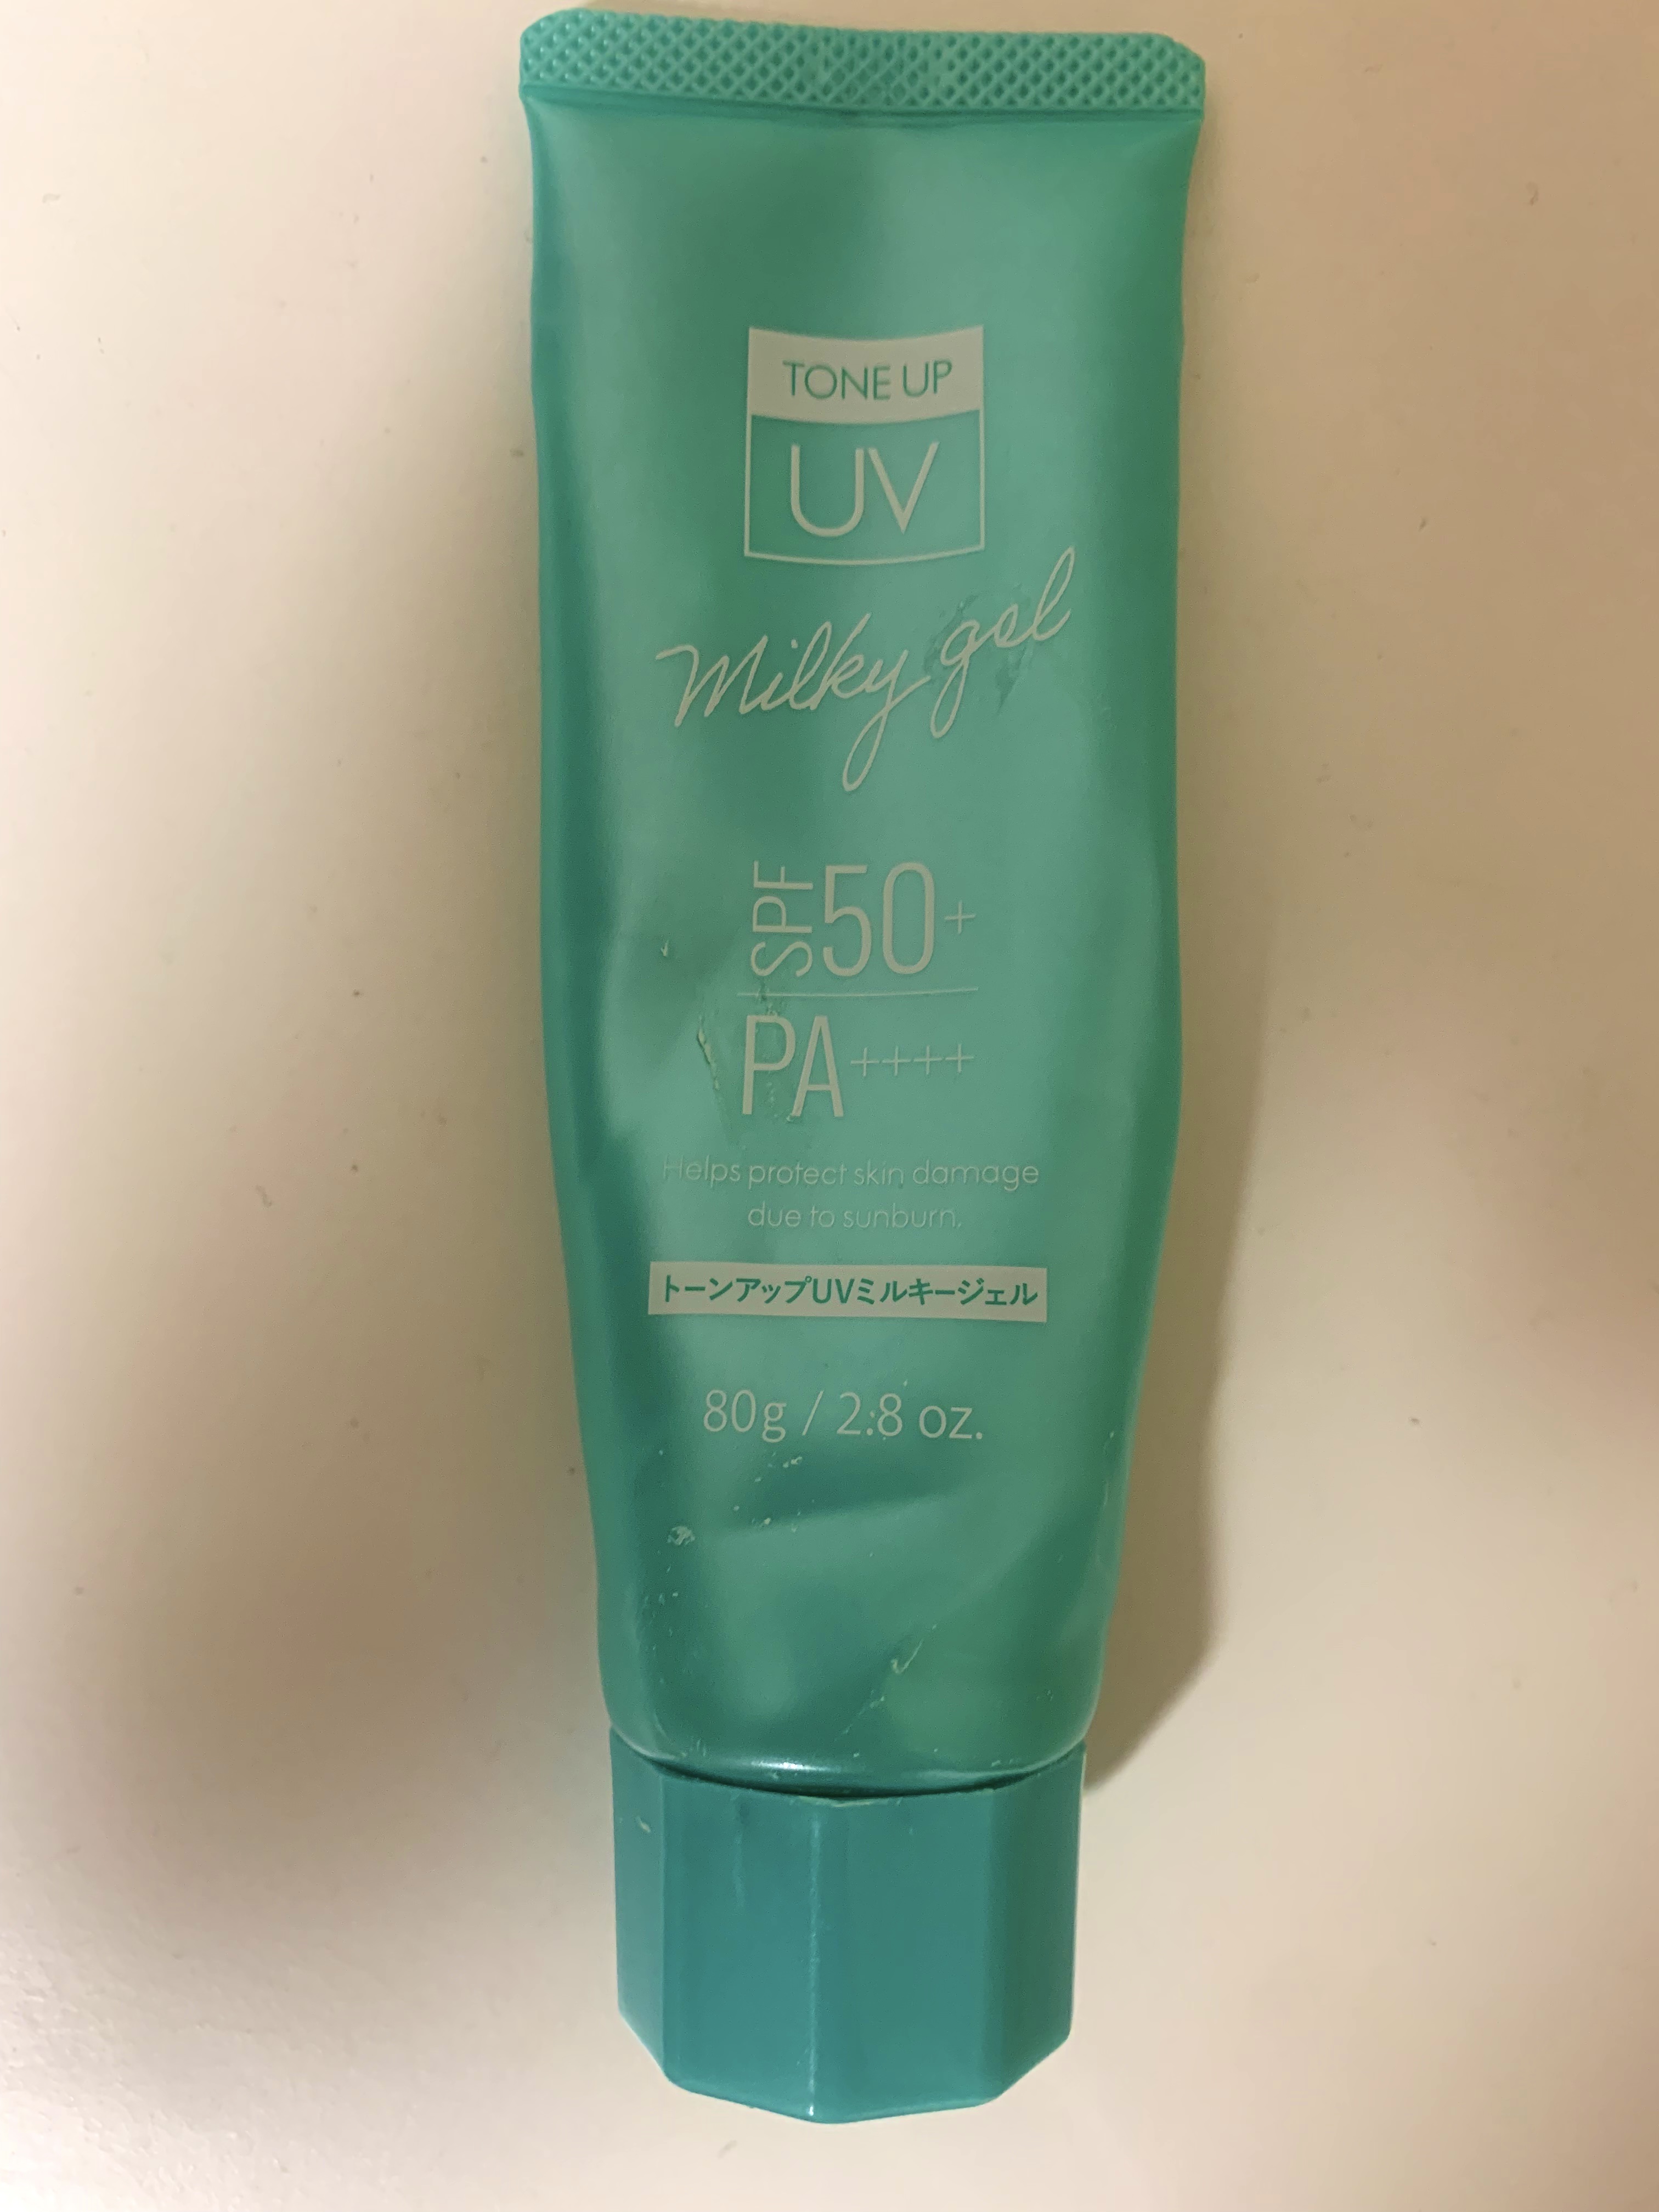 TONE UP
UV
Milky gel
SPF50+
PA++++
Helps protect skin damage
due to sunburn.
トーンアップUVミルキージェル
80g / 2.8 oz.